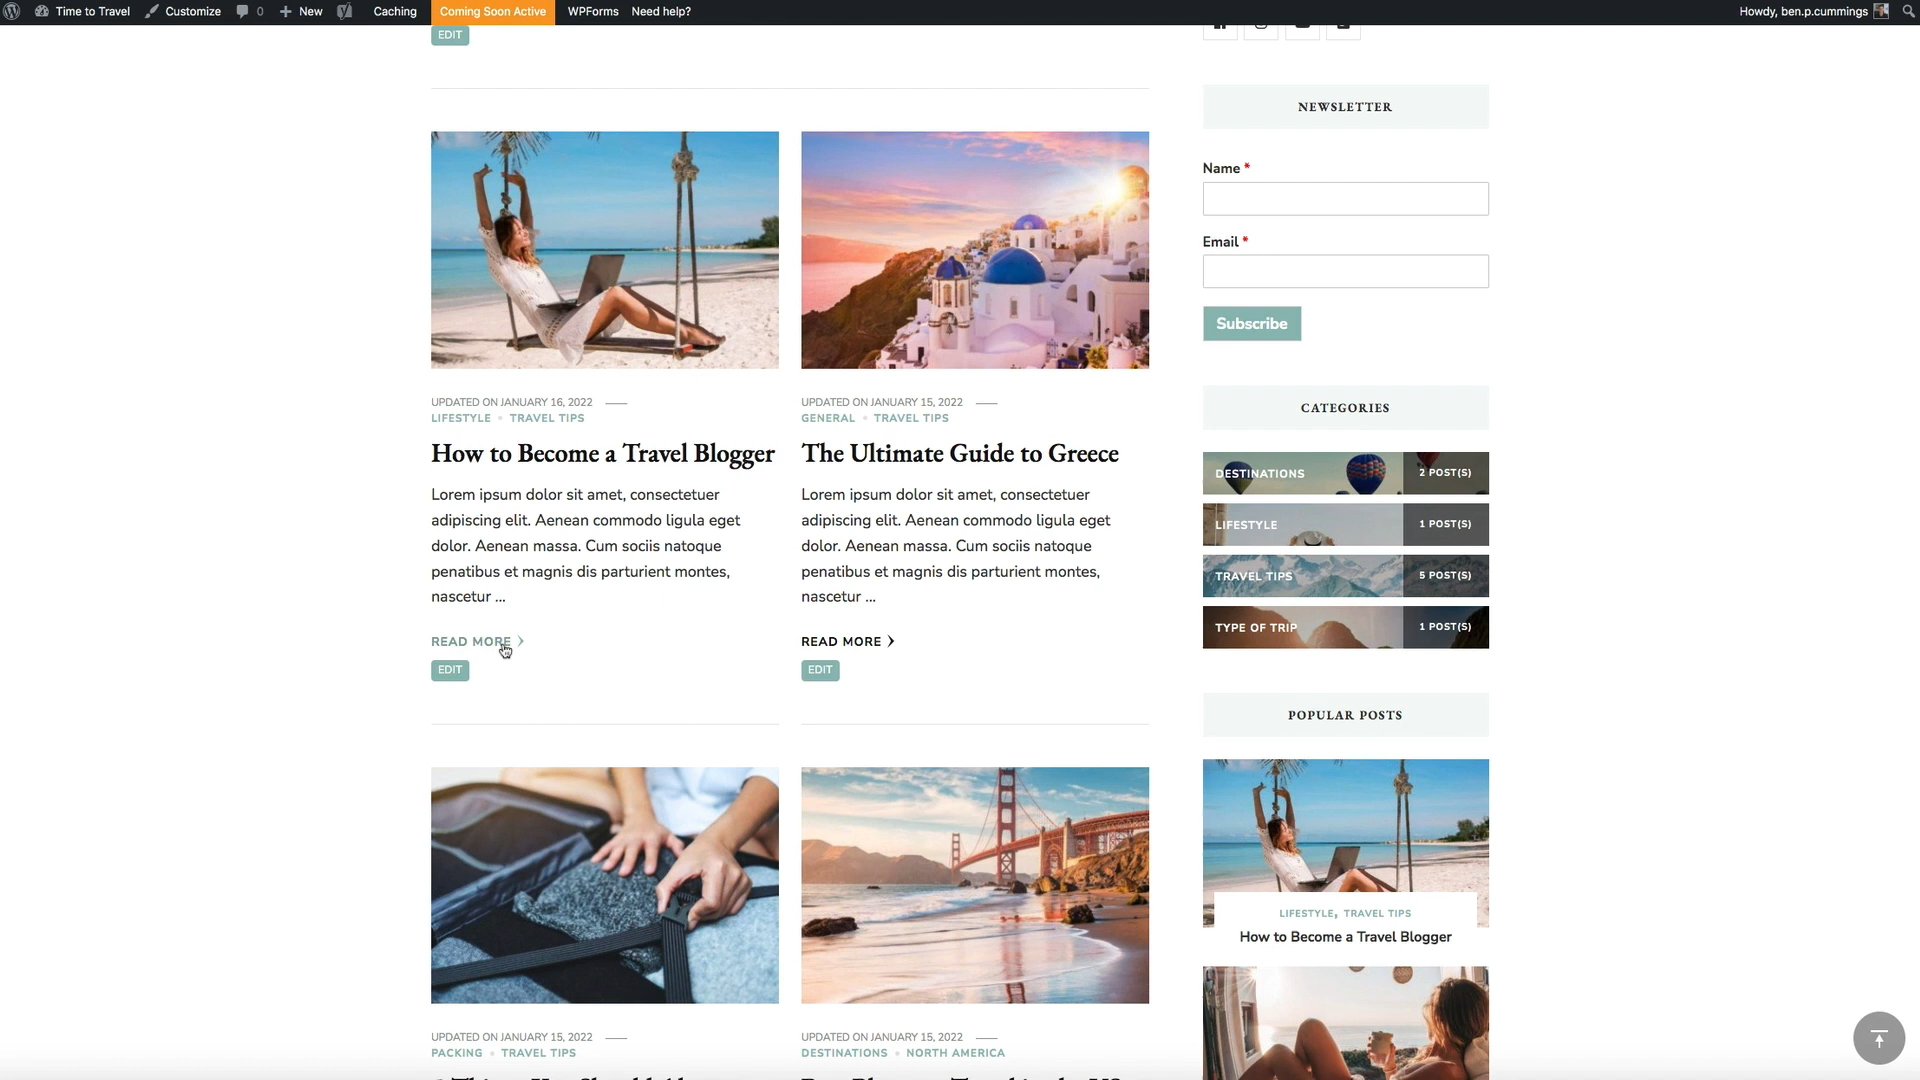 Time to Travel Customize 0 New Caching Coming Soon Active WPForms Need help? Howdy, ben.p.cummings
EDIT
UPDATED ON JANUARY 16, 2022
LIFESTYLE TRAVEL TIPS
How to Become a Travel Blogger
Lorem ipsum dolor sit amet, consectetuer
adipiscing elit. Aenean commodo ligula eget
dolor. Aenean massa. Cum sociis natoque
penatibus et magnis dis parturient montes,
nascetur ...
READ MORE
EDIT
UPDATED ON JANUARY 15, 2022
GENERAL TRAVEL TIPS
The Ultimate Guide to Greece
Lorem ipsum dolor sit amet, consectetuer
adipiscing elit. Aenean commodo ligula eget
dolor. Aenean massa. Cum sociis natoque
penatibus et magnis dis parturient montes,
nascetur ...
READ MORE
EDIT
UPDATED ON JANUARY 15, 2022
PACKING TRAVEL TIPS
UPDATED ON JANUARY 15, 2022
DESTINATIONS NORTH AMERICA
NEWSLETTER
Name *
Email *
Subscribe
CATEGORIES
DESTINATIONS 2 POST(S)
LIFESTYLE 1 POST(S)
TRAVEL TIPS 5 POST(S)
TYPE OF TRIP 1 POST(S)
POPULAR POSTS
LIFESTYLE, TRAVEL TIPS
How to Become a Travel Blogger